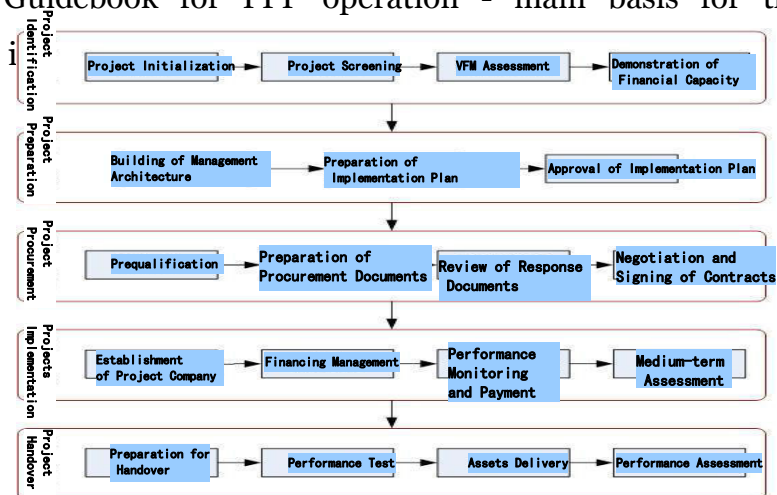 Guidebook for PPP operation - main basis for
Project
Identification
Project Initialization
Project Screening
VFM Assessment
Demonstration of
Financial Capacity
Project
Preparation
Building of Management
Architecture
Preparation of
Implementation Plan
Approval of Implementation Plan
Project
Procurement
Prequalification
Preparation of
Procurement Documents
Review of Response
Documents
Negotiation and
Signing of Contracts
Projects
Implementation
Establishment
of Project Company
Financing Management
Performance
Monitoring
and Payment
Medium-term
Assessment
Project
Handover
Preparation for
Handover
Performance Test
Assets Delivery
Performance Assessment